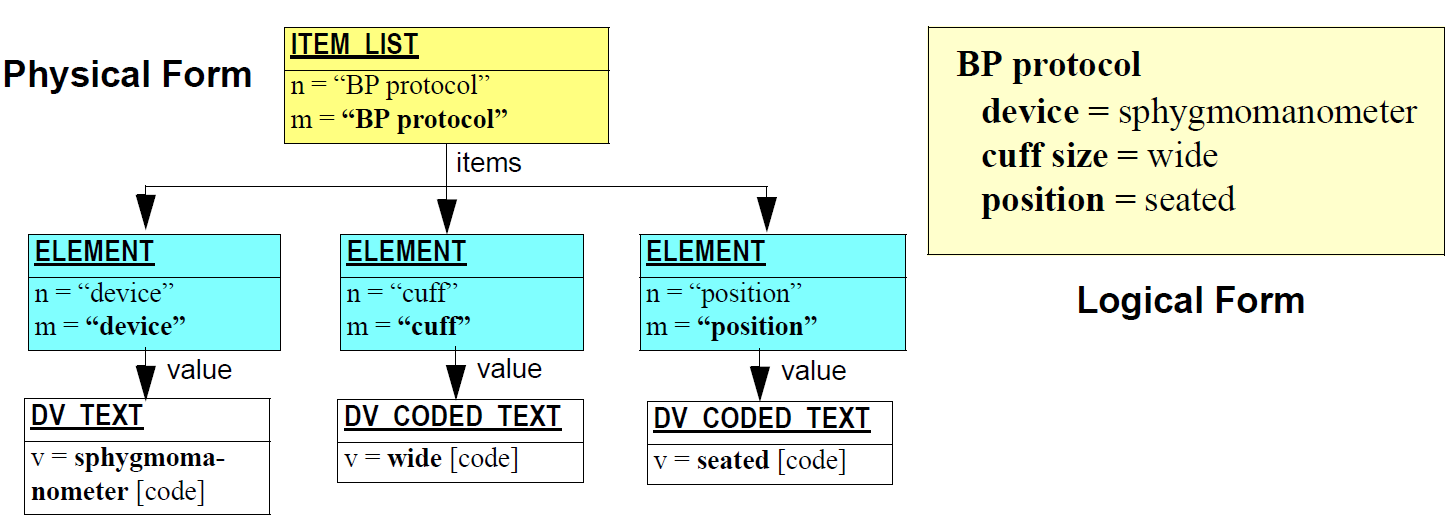 Physical Form
ITEM_LIST
n = “BP protocol”
m = “BP protocol”
items
ELEMENT
n = “device”
m = “device”
value
DV_TEXT
v = sphygmoma-
nometer [code]
ELEMENT
n = “cuff”
m = “cuff”
value
DV_CODED_TEXT
v = wide [code]
ELEMENT
n = “position”
m = “position”
value
DV_CODED_TEXT
v = seated [code]
BP protocol
device = sphygmomanometer
cuff size = wide
position = seated
Logical Form